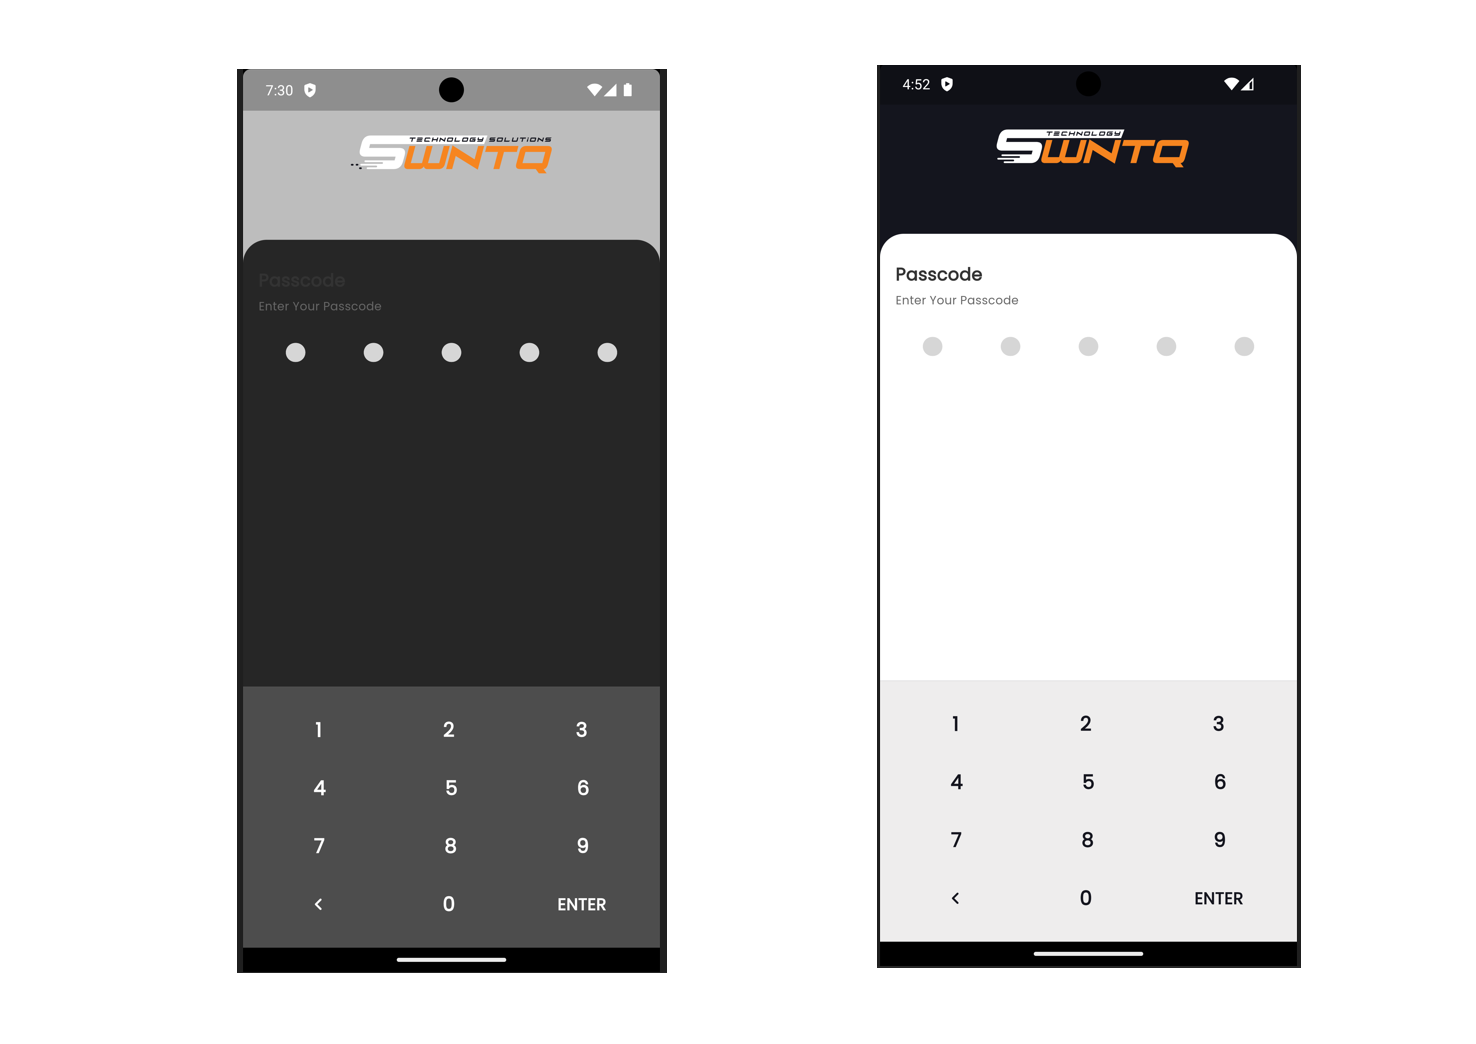 7:30
TECHNOLOGY SOLUTIONS
SWNTQ
Passcode
Enter Your Passcode
1 2 3
4 5 6
7 8 9
< 0 ENTER
4:52
TECHNOLOGY
SWNTQ
Passcode
Enter Your Passcode
1 2 3
4 5 6
7 8 9
< 0 ENTER